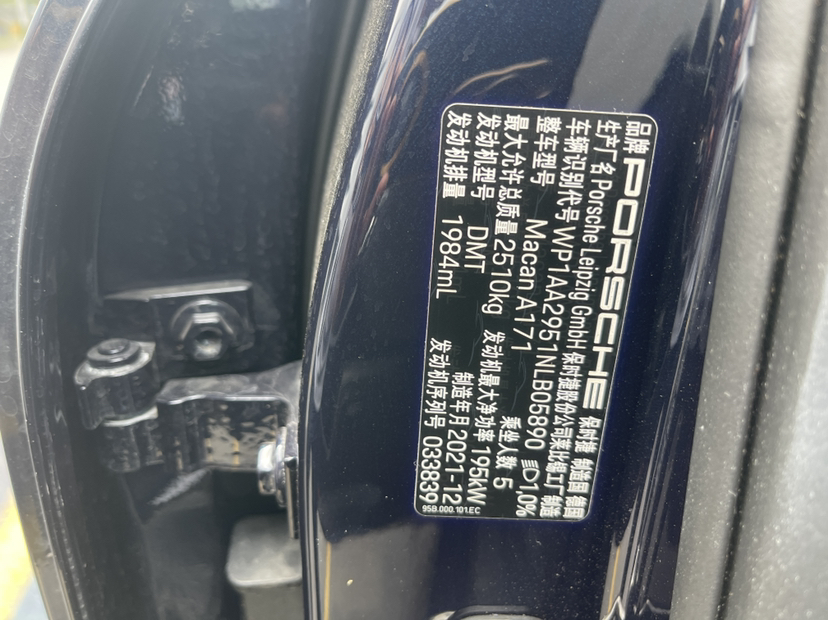 品牌 PORSCHE 保时捷 制造国 德国
生产厂名 Porsche Leipzig GmbH 保时捷股份公司莱比锡工厂制造
车辆识别代号 WP1AA2951NLB05890 1,0%
整车型号 Macan A171 乘坐人数 5
最大允许总质量 2510kg 发动机最大净功率 195kW
发动机型号 DMT 制造年月 2021-12
发动机排量 1984mL 发动机序列号 033839
95B.000.101.EC